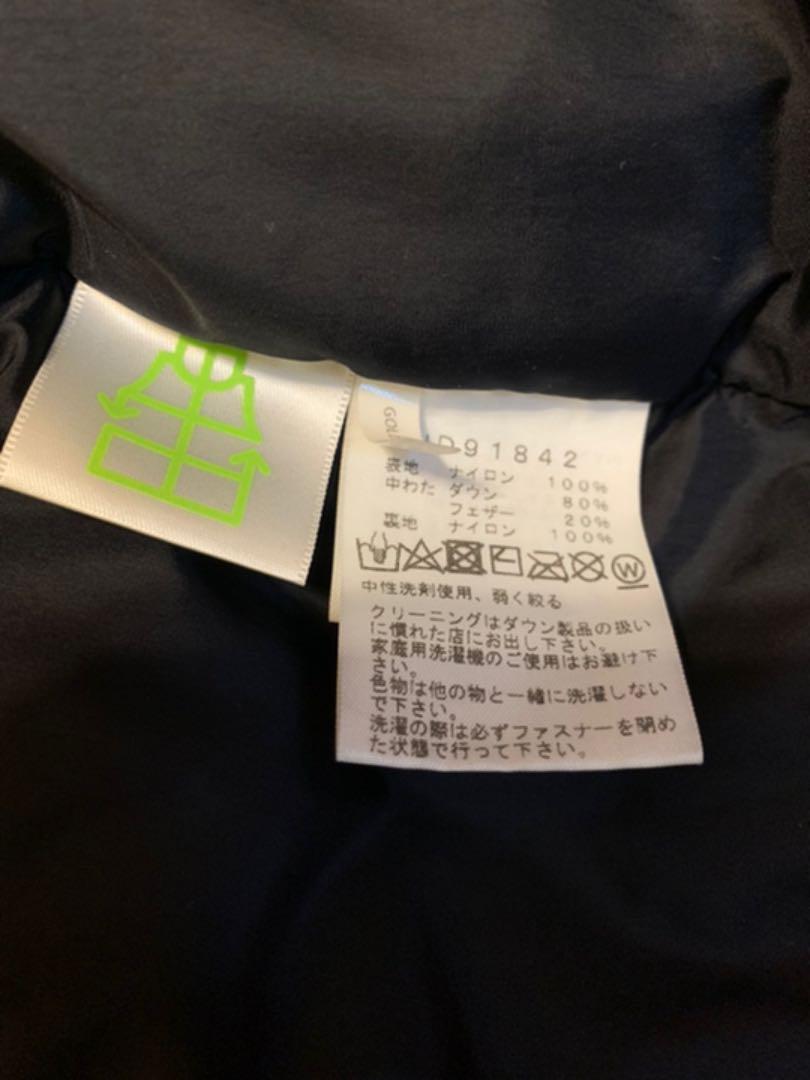 GOL
ND91842
表地 ナイロン 100%
中わた ダウン 80%
フェザー 20%
裏地 ナイロン 100%
W
中性洗剤使用、弱く絞る
クリーニングはダウン製品の扱い
に慣れた店にお出し下さい。
家庭用洗濯機のご使用はお避け下
さい。
色物は他の物と一緒に洗濯しない
で下さい。
洗濯の際は必ずファスナーを閉め
た状態で行って下さい。